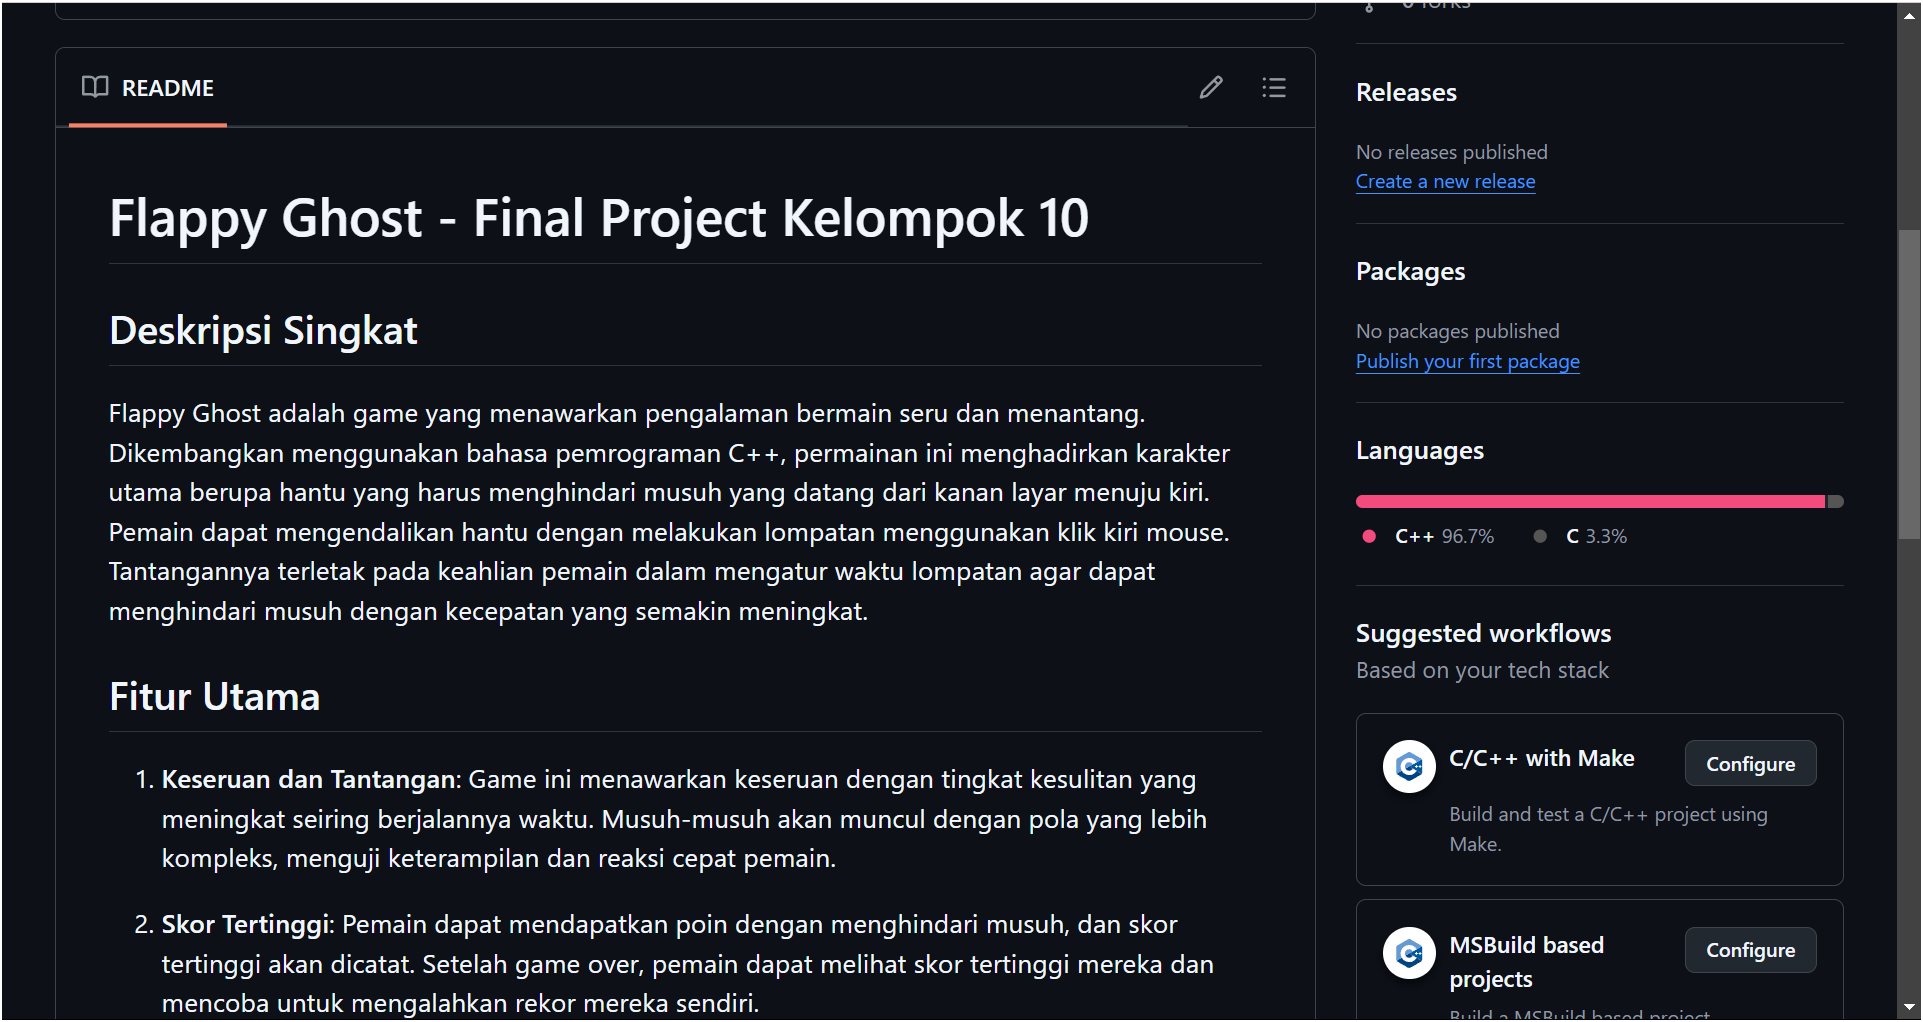 README
Flappy Ghost - Final Project Kelompok 10
Deskripsi Singkat
Flappy Ghost adalah game yang menawarkan pengalaman bermain seru dan menantang.
Dikembangkan menggunakan bahasa pemrograman C++, permainan ini menghadirkan karakter
utama berupa hantu yang harus menghindari musuh yang datang dari kanan layar menuju kiri.
Pemain dapat mengendalikan hantu dengan melakukan lompatan menggunakan klik kiri mouse.
Tantangannya terletak pada keahlian pemain dalam mengatur waktu lompatan agar dapat
menghindari musuh dengan kecepatan yang semakin meningkat.
Fitur Utama
1. Keseruan dan Tantangan: Game ini menawarkan keseruan dengan tingkat kesulitan yang
meningkat seiring berjalannya waktu. Musuh-musuh akan muncul dengan pola yang lebih
kompleks, menguji keterampilan dan reaksi cepat pemain.
2. Skor Tertinggi: Pemain dapat mendapatkan poin dengan menghindari musuh, dan skor
tertinggi akan dicatat. Setelah game over, pemain dapat melihat skor tertinggi mereka dan
mencoba untuk mengalahkan rekor mereka sendiri.
0 forks
Releases
No releases published
Create a new release
Packages
No packages published
Publish your first package
Languages
C++ 96.7% C 3.3%
Suggested workflows
Based on your tech stack
C/C++ with Make
Configure
Build and test a C/C++ project using
Make.
MSBuild based
projects
Configure
Build a MSBuild based project